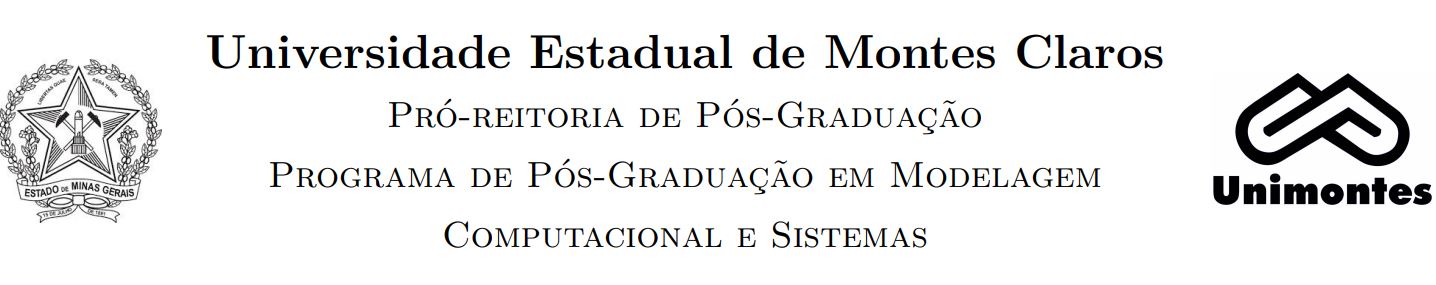 Universidade Estadual de Montes Claros
Pró-reitoria de Pós-Graduação
Programa de Pós-Graduação em Modelagem
Computacional e Sistemas
LIBERTAS QUAE SERA TAMEN
ESTADO DE MINAS GERAIS
15 DE JULHO DE 1891
Unimontes